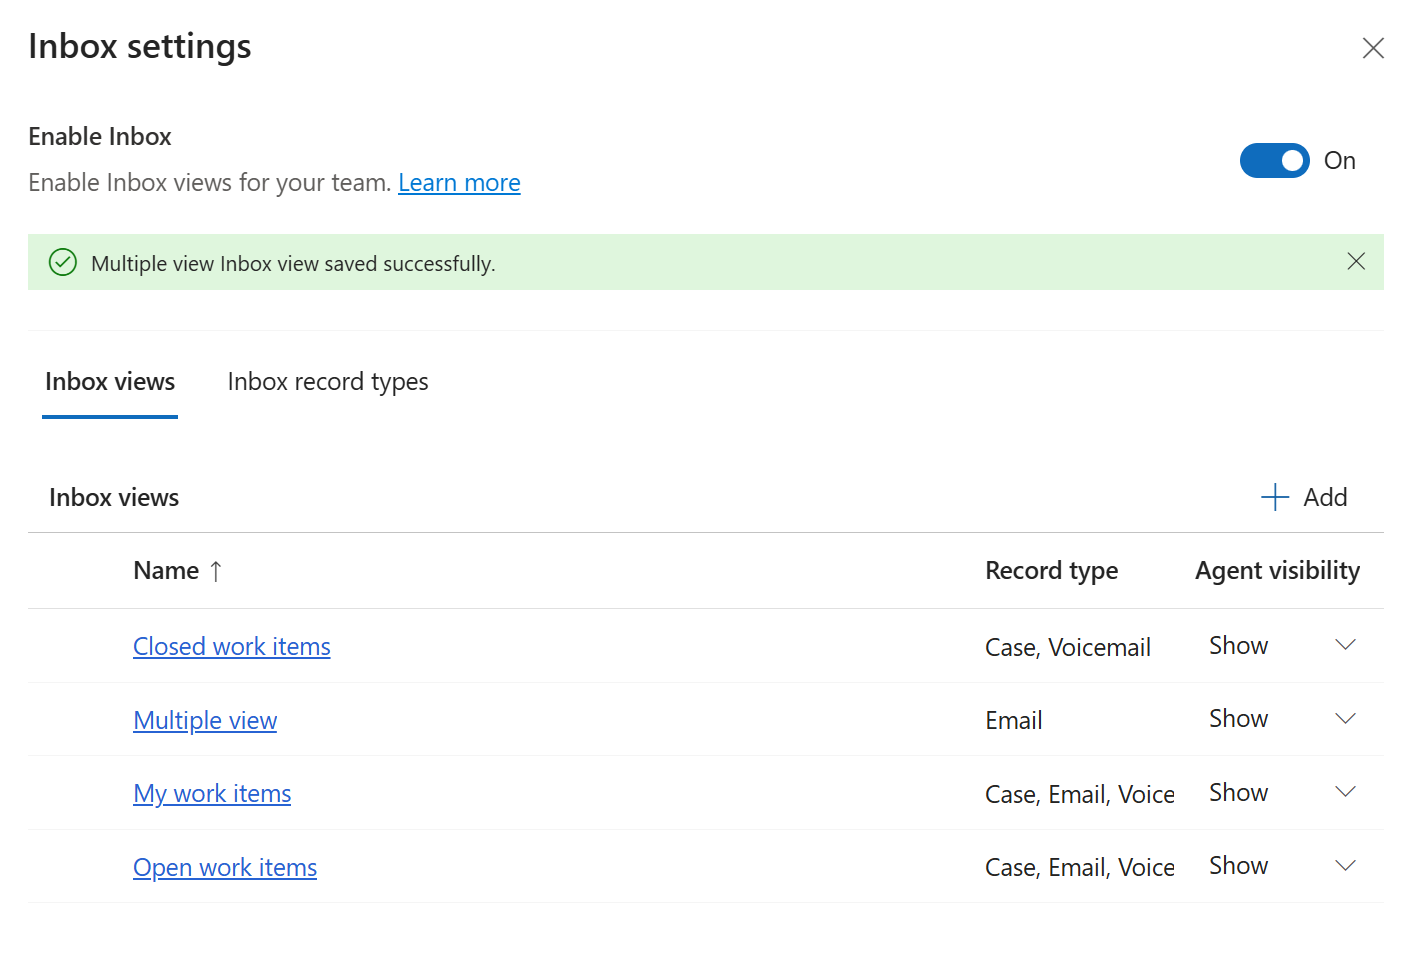 Inbox settings
Enable Inbox
On
Enable Inbox views for your team. Learn more
Multiple view Inbox view saved successfully.
Inbox views Inbox record types
Inbox views Add
Name ↑ Record type Agent visibility
Closed work items Case, Voicemail Show
Multiple view Email Show
My work items Case, Email, Voice Show
Open work items Case, Email, Voice Show